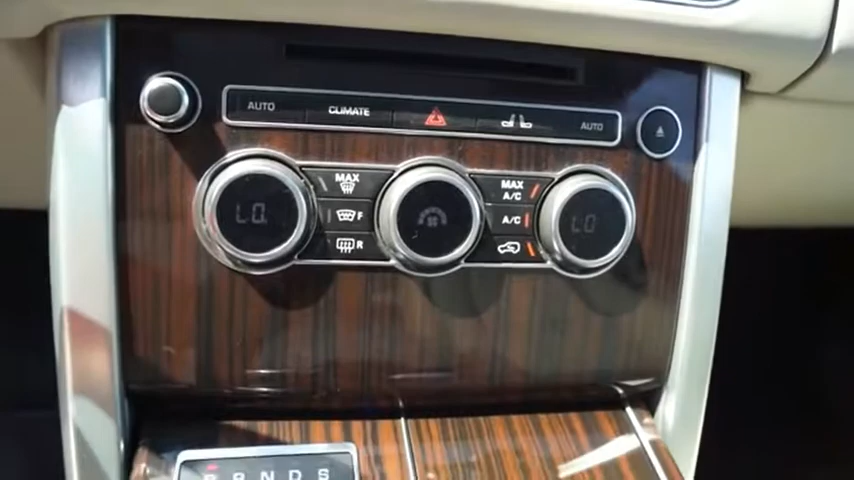 AUTO CLIMATE AUTO
MAX MAX A/C
LO F A/C LO
R
P R N D S